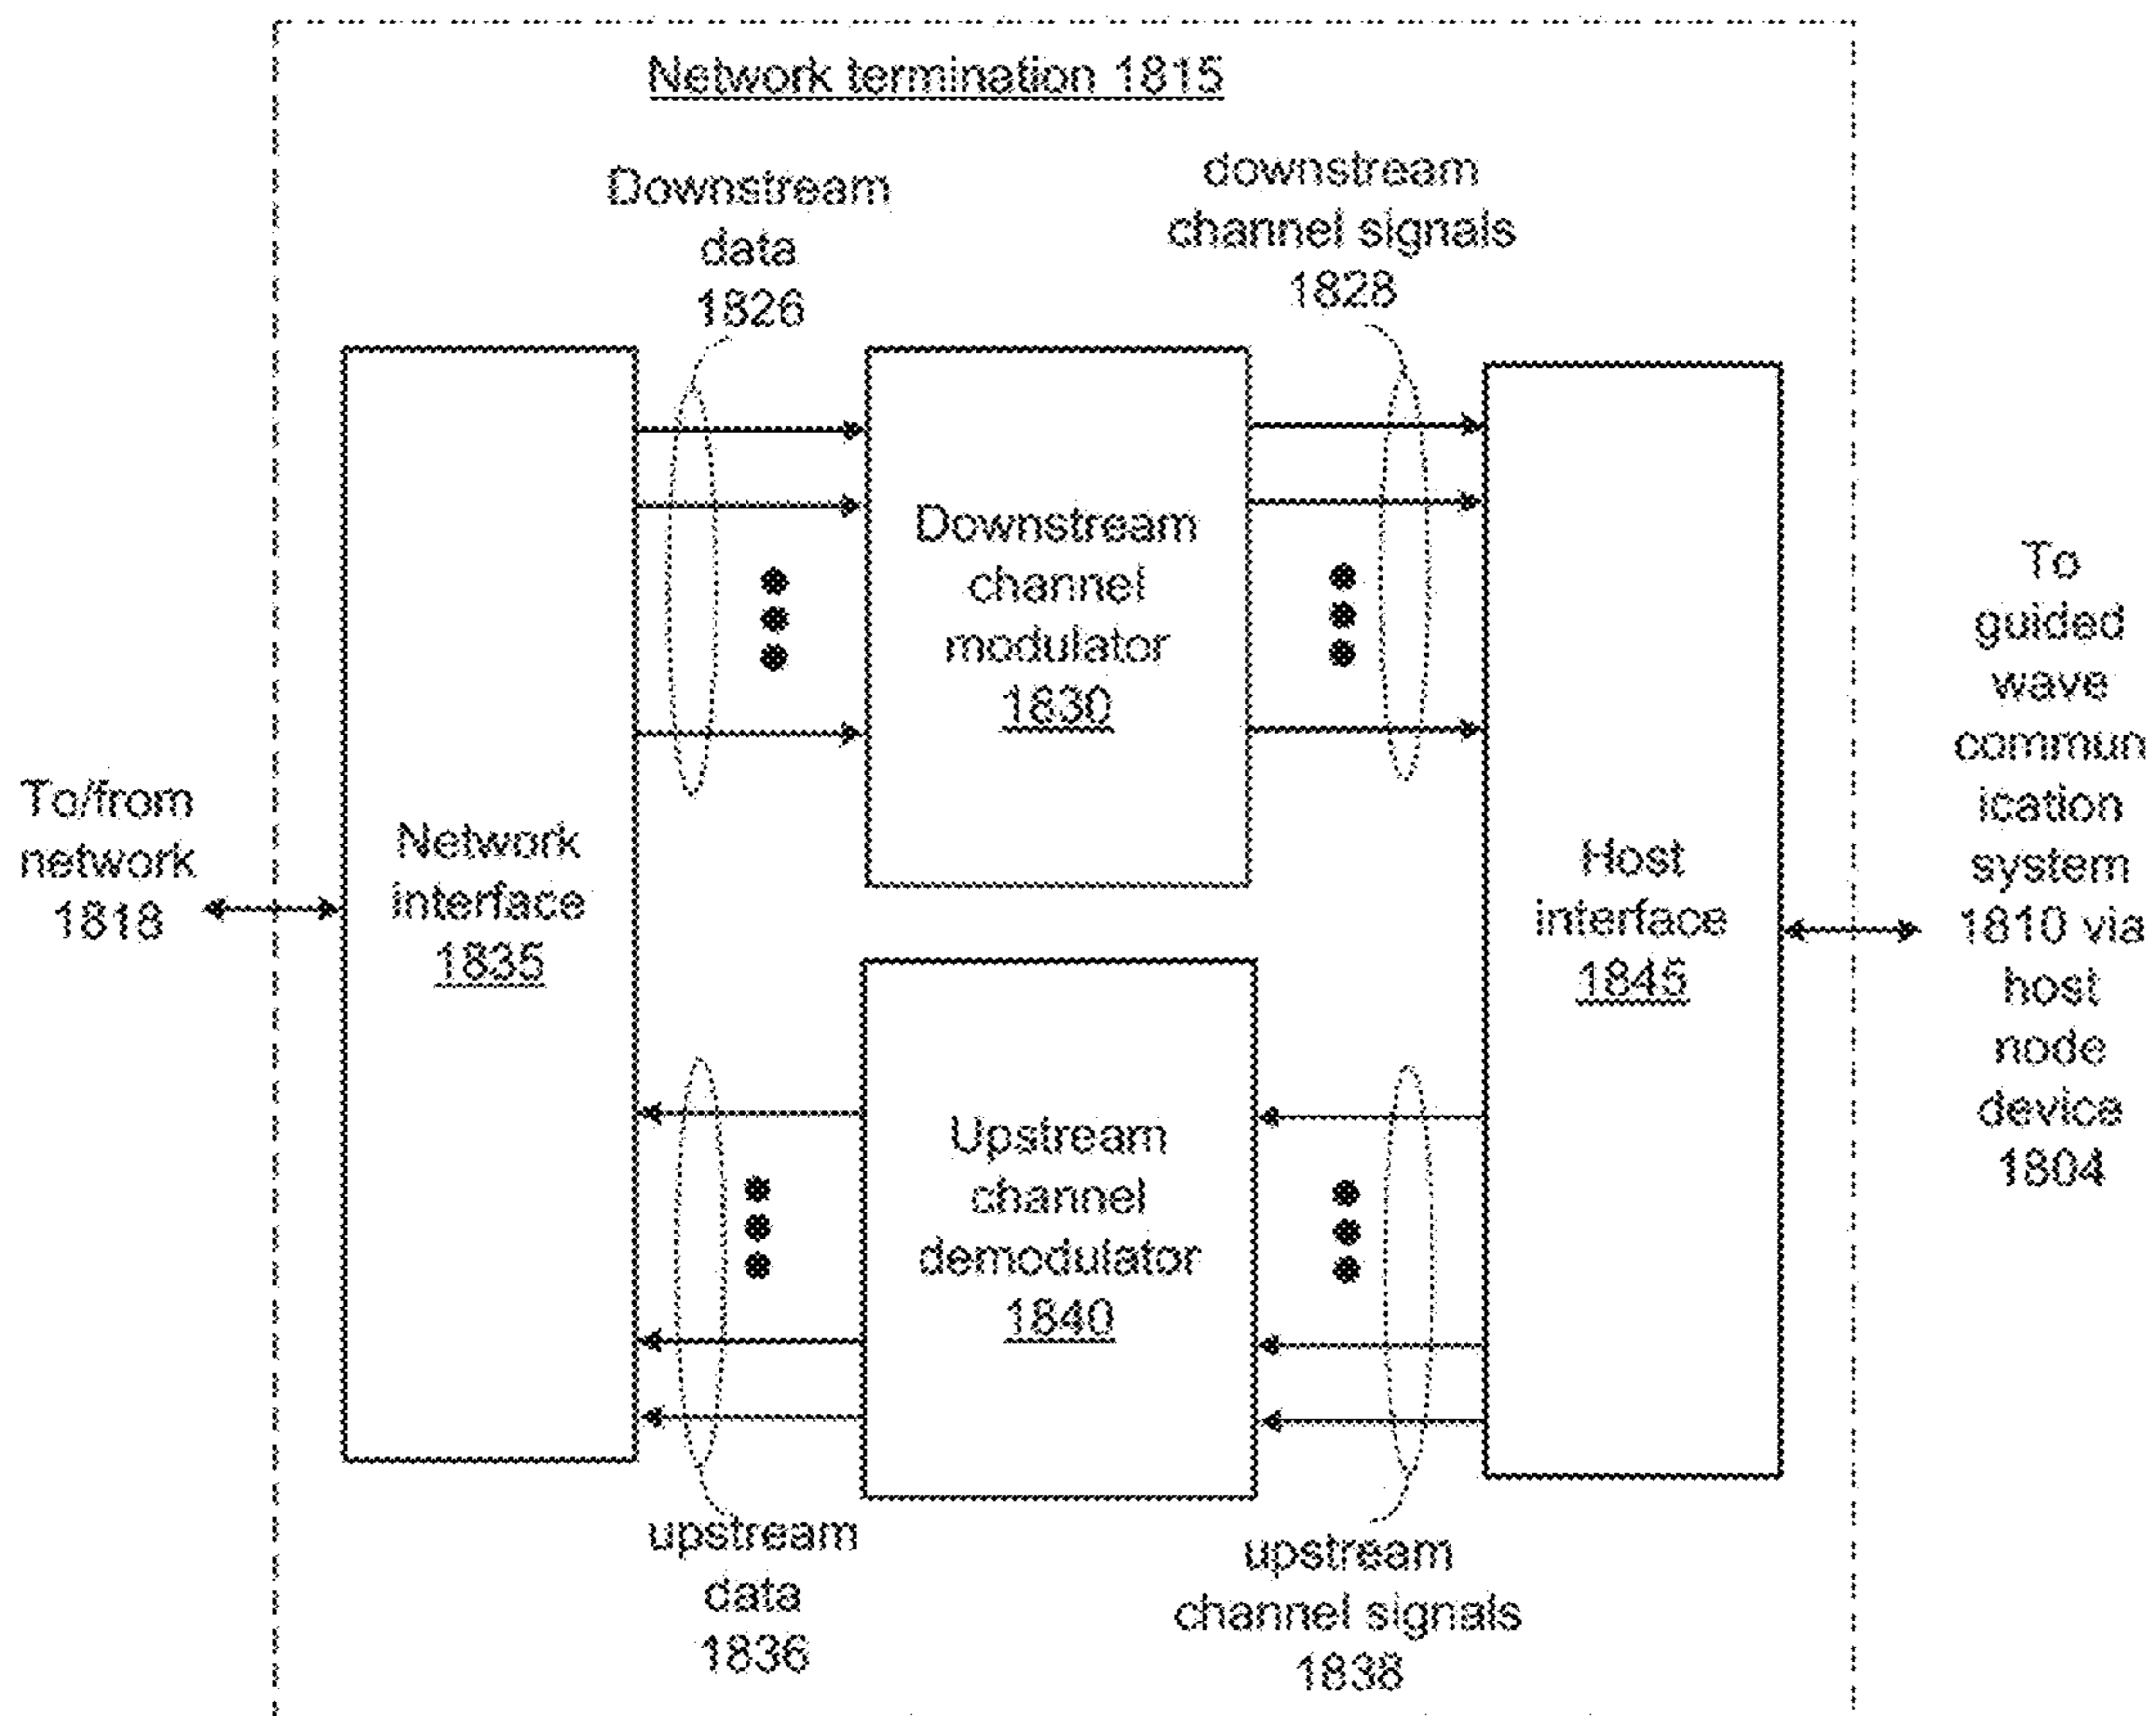 Network termination 1815
Downstream
data
1826
downstream
channel signals
1828
Downstream
channel
modulator
1830
To/from
network
1818
Network
interface
1835
Host
interface
1845
To
guided
wave
commun
ication
system
1810 via
host
node
device
1804
Upstream
channel
demodulator
1840
upstream
data
1836
upstream
channel signals
1838